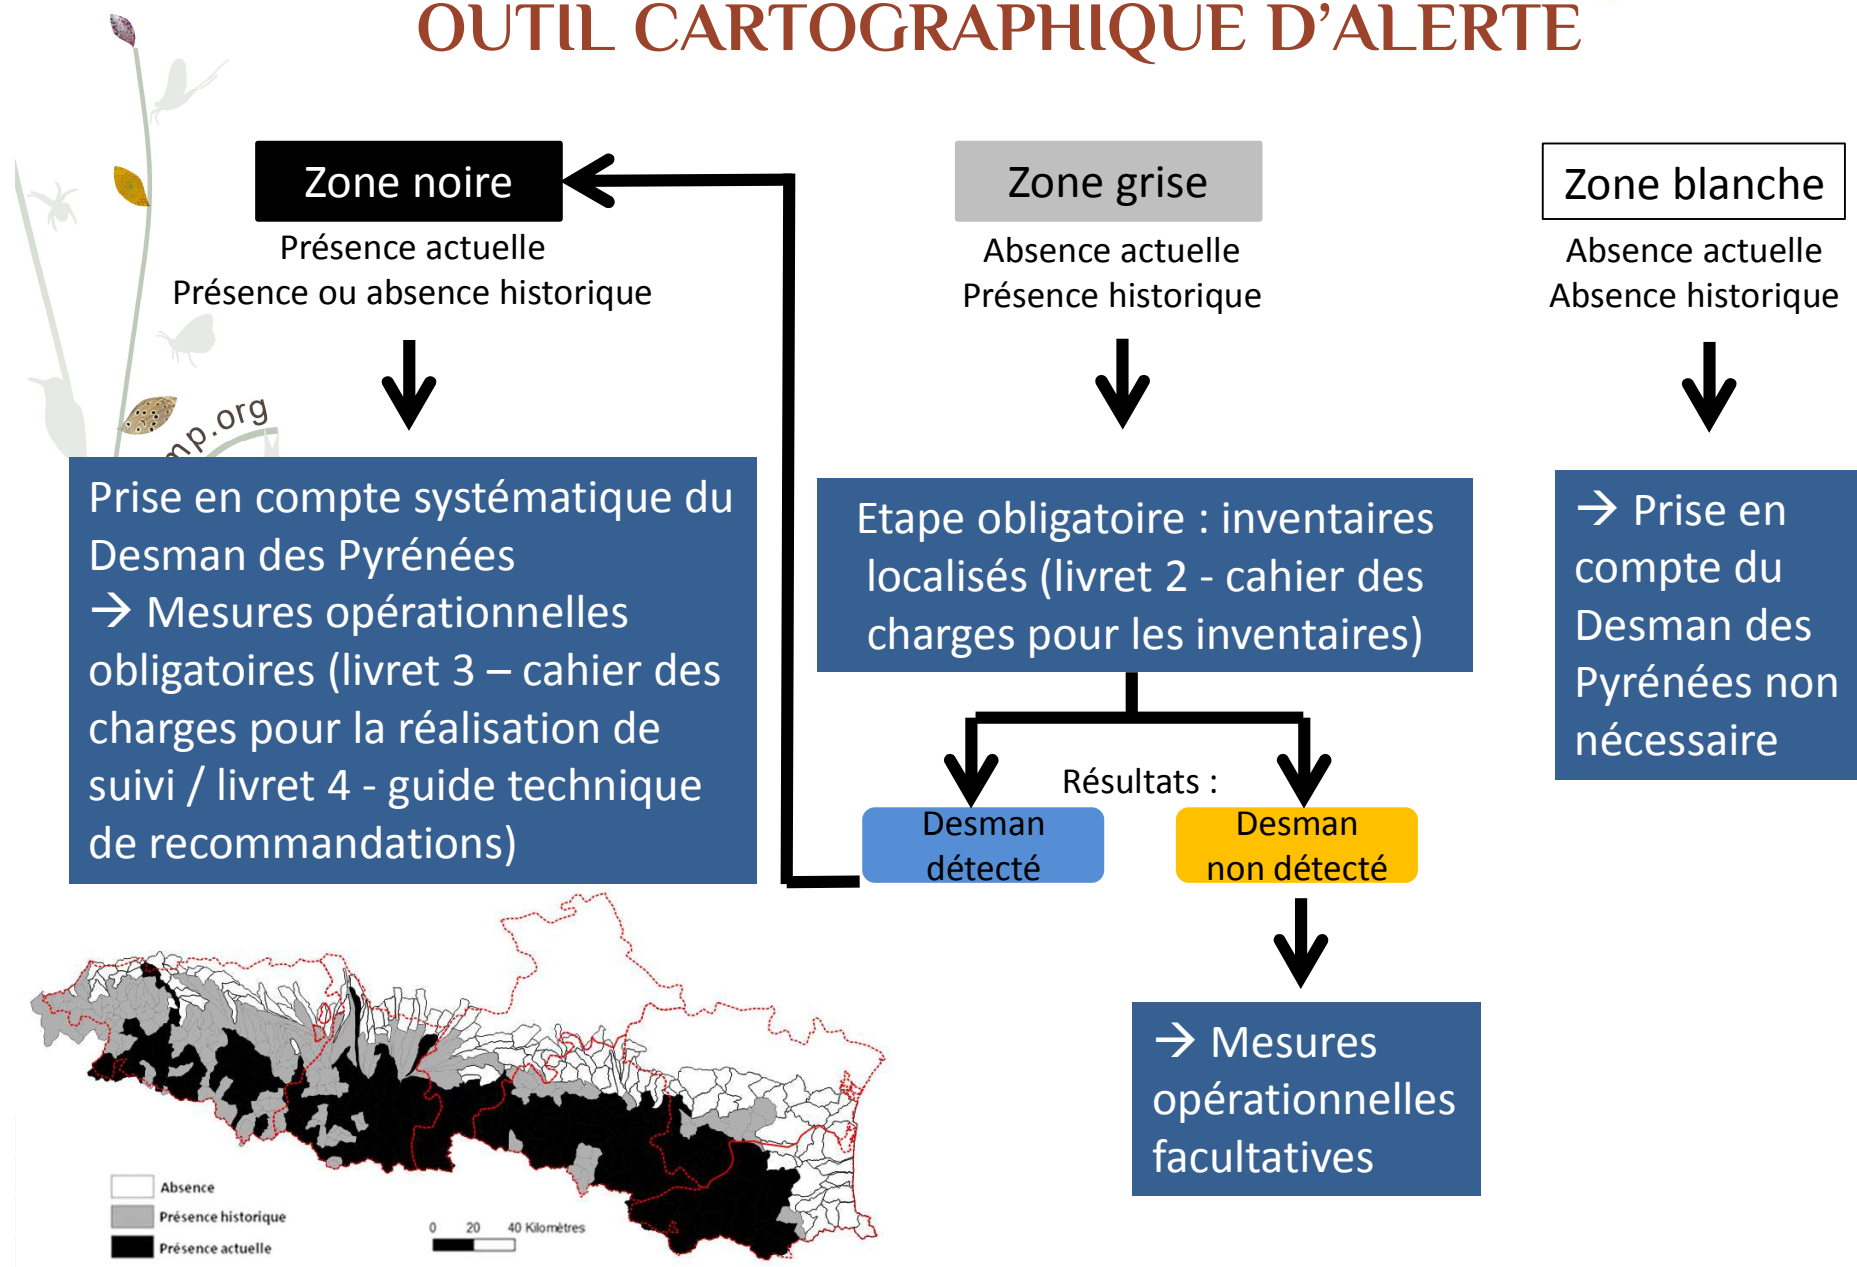 OUTIL CARTOGRAPHIQUE D’ALERTE
Zone noire
Présence actuelle
Présence ou absence historique
Prise en compte systématique du
Desman des Pyrénées
→ Mesures opérationnelles
obligatoires (livret 3 – cahier des
charges pour la réalisation de
suivi / livret 4 - guide technique
de recommandations)
Zone grise
Absence actuelle
Présence historique
Etape obligatoire : inventaires
localisés (livret 2 - cahier des
charges pour les inventaires)
Résultats :
Desman
détecté
Desman
non détecté
→ Mesures
opérationnelles
facultatives
Zone blanche
Absence actuelle
Absence historique
→ Prise en
compte du
Desman des
Pyrénées non
nécessaire
mp.org
Absence
Présence historique
Présence actuelle
0 20 40 Kilomètres